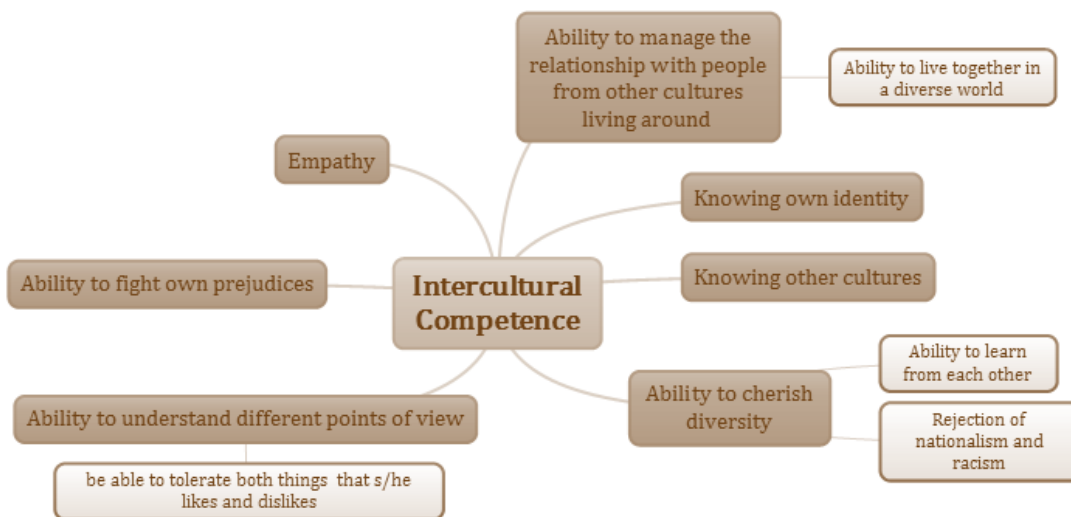 Ability to manage the
relationship with people
from other cultures
living around
Ability to live together in
a diverse world
Empathy
Knowing own identity
Ability to fight own prejudices
Intercultural
Competence
Knowing other cultures
Ability to understand different points of view
be able to tolerate both things that s/he
likes and dislikes
Ability to cherish
diversity
Ability to learn
from each other
Rejection of
nationalism and
racism